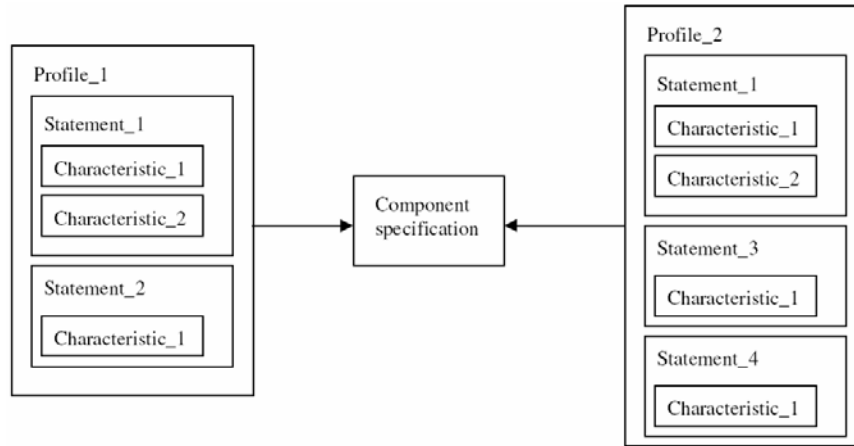 Profile_1
Statement_1
Characteristic_1
Characteristic_2
Statement_2
Characteristic_1
Component
specification
Profile_2
Statement_1
Characteristic_1
Characteristic_2
Statement_3
Characteristic_1
Statement_4
Characteristic_1